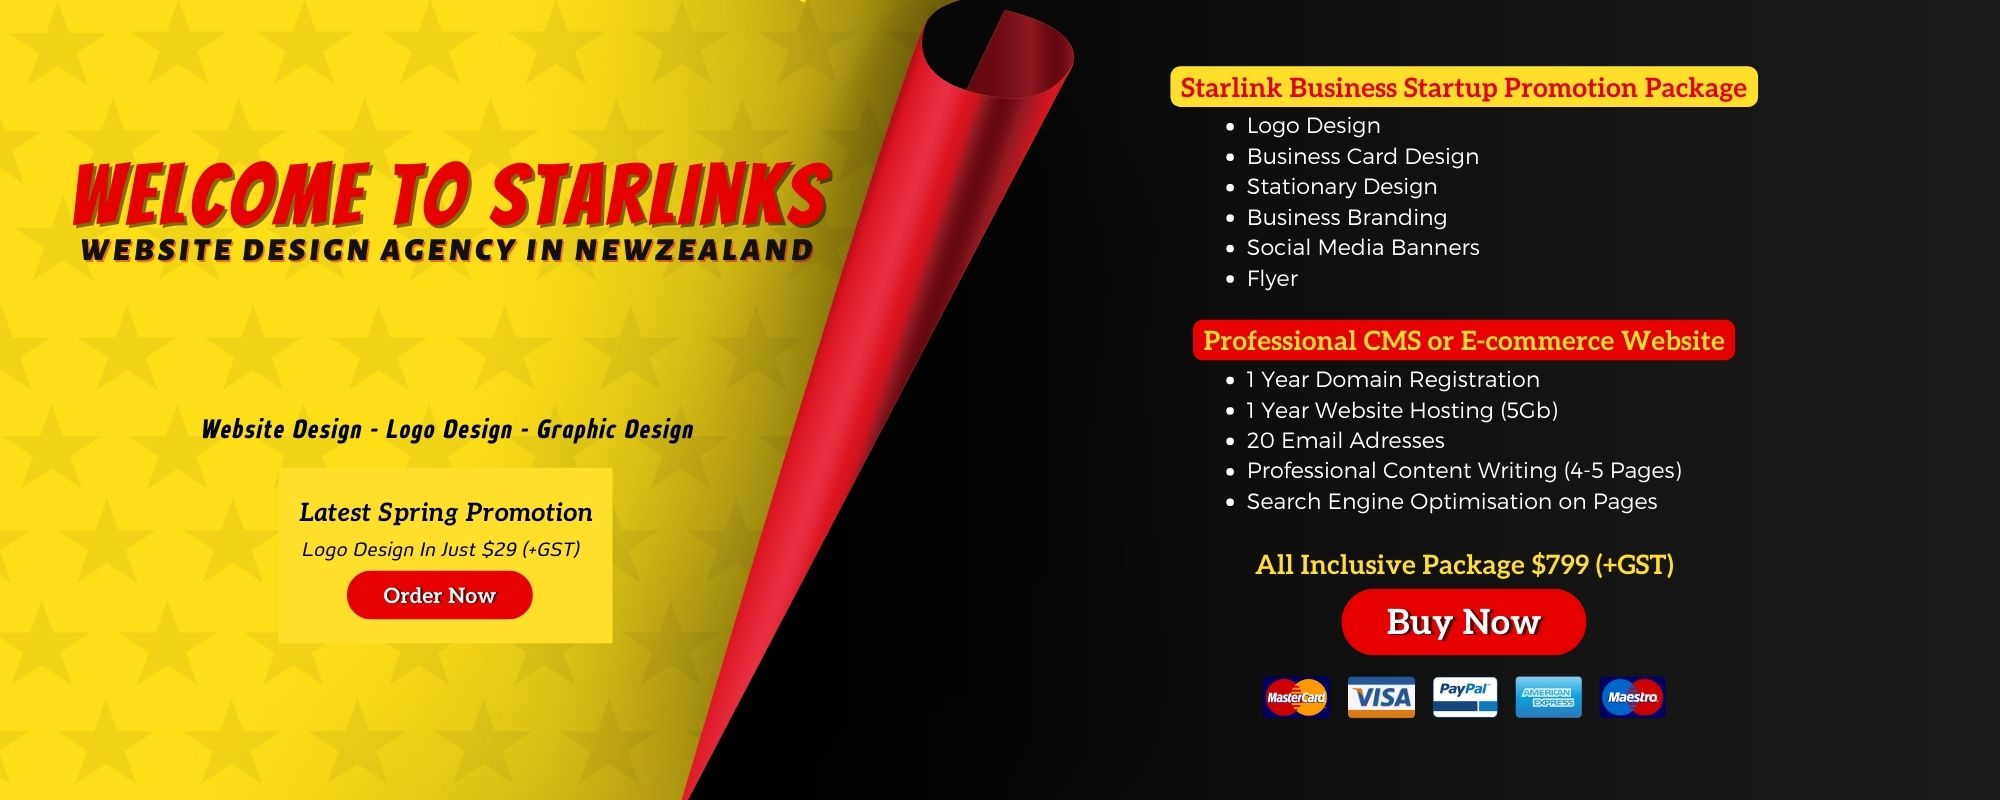 WELCOME TO STARLINKS
WEBSITE DESIGN AGENCY IN NEWZEALAND
Website Design - Logo Design - Graphic Design
Latest Spring Promotion
Logo Design In Just $29 (+GST)
Order Now
Starlink Business Startup Promotion Package
• Logo Design
• Business Card Design
• Stationary Design
• Business Branding
• Social Media Banners
• Flyer
Professional CMS or E-commerce Website
• 1 Year Domain Registration
• 1 Year Website Hosting (5Gb)
• 20 Email Adresses
• Professional Content Writing (4-5 Pages)
• Search Engine Optimisation on Pages
All Inclusive Package $799 (+GST)
Buy Now
MasterCard VISA PayPal AMERICAN EXPRESS Maestro